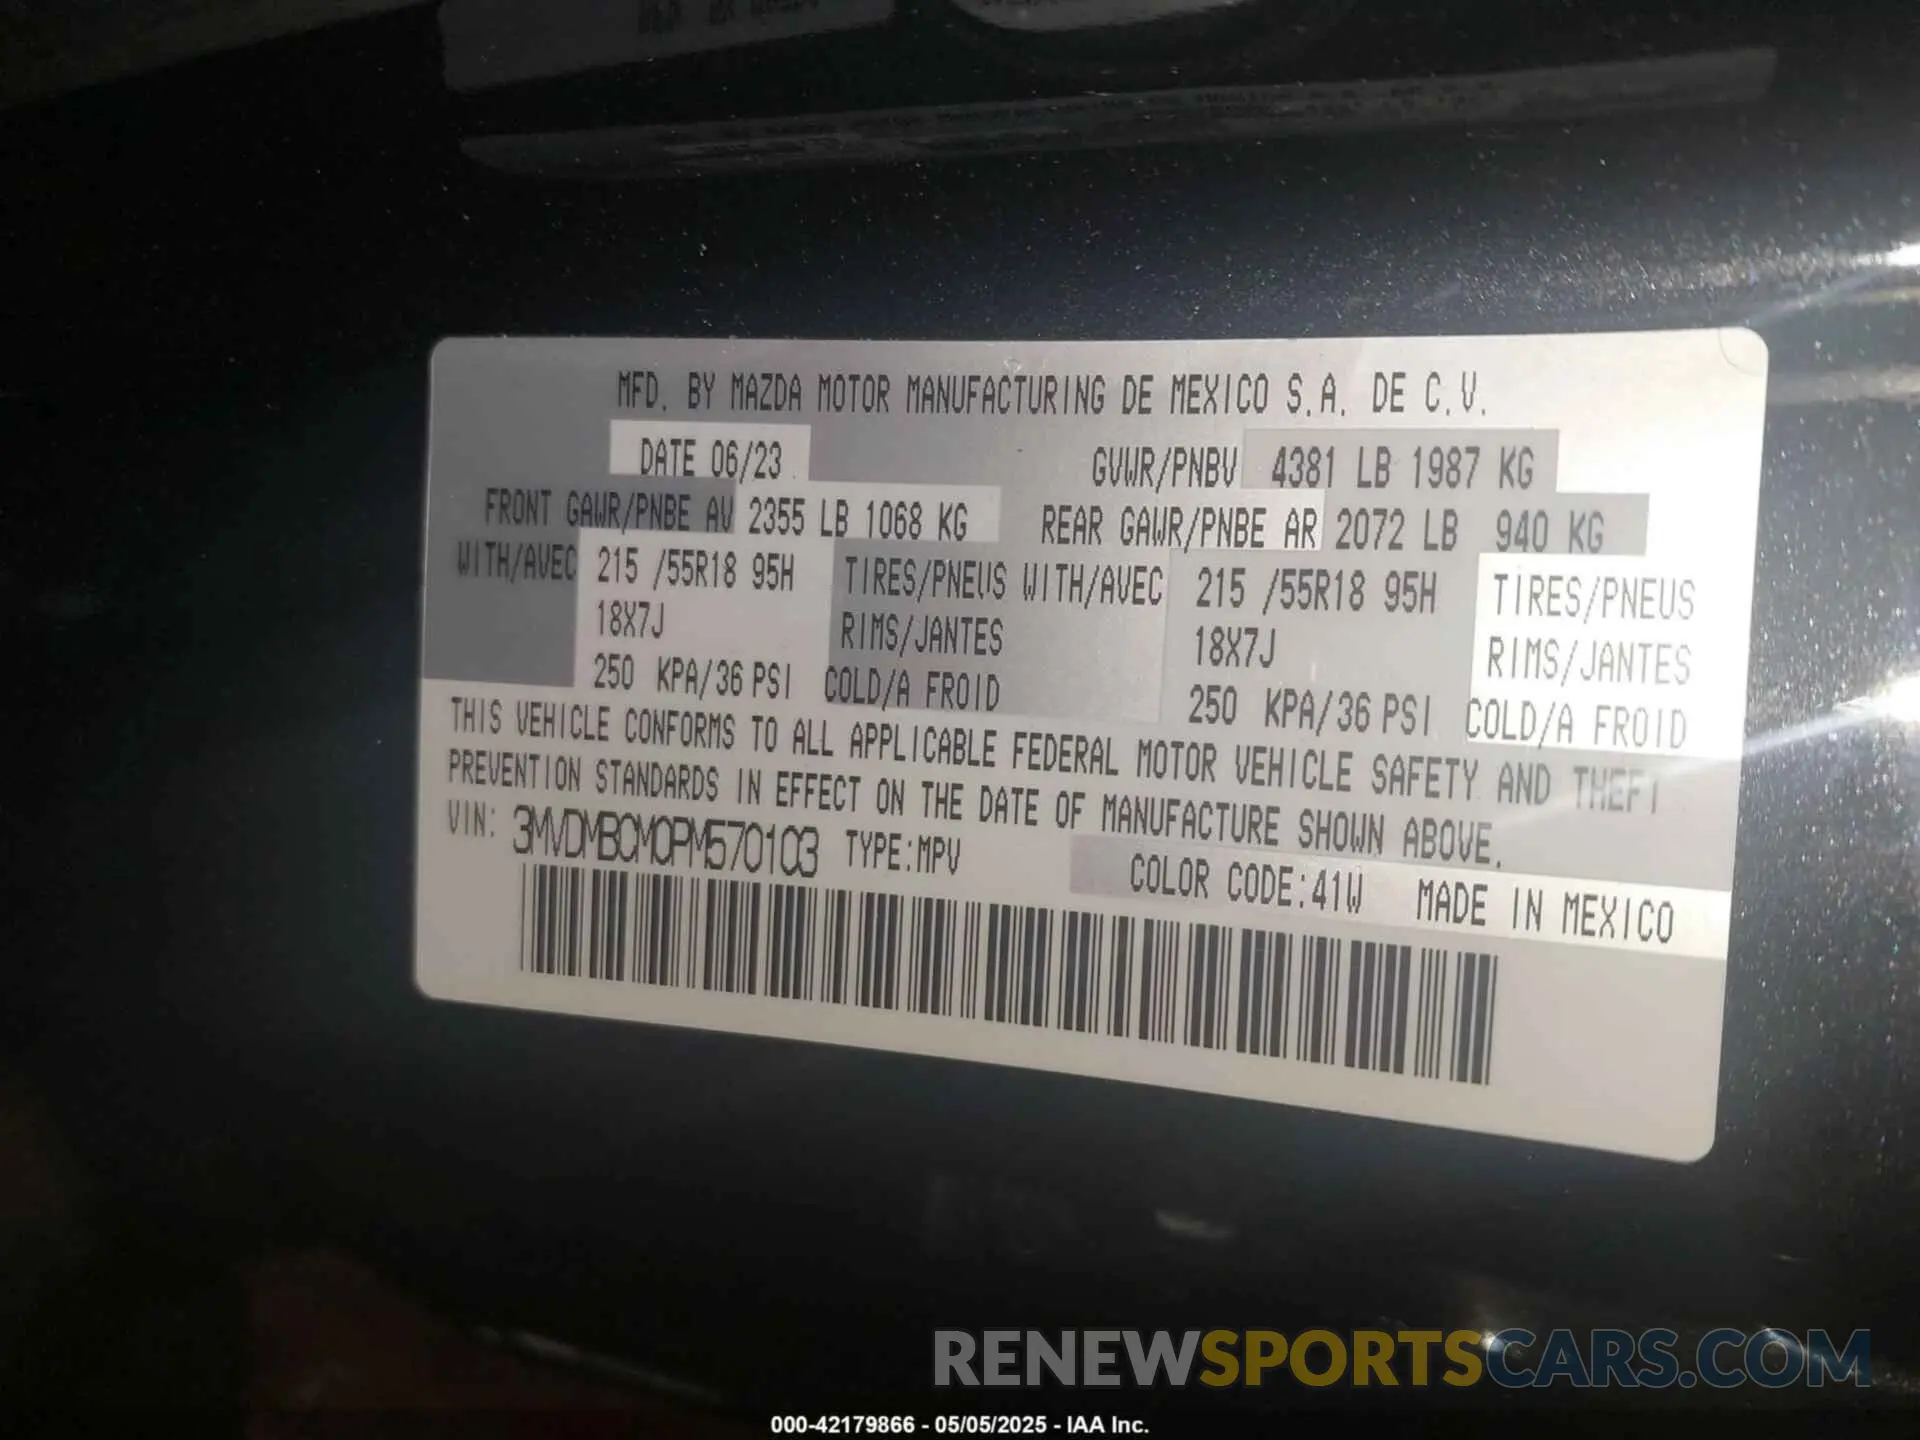 MFD. BY MAZDA MOTOR MANUFACTURING DE MEXICO S.A. DE C.V.
DATE 06/23 GVWR/PNBV 4381 LB 1987 KG
FRONT GAWR/PNBE AV 2355 LB 1068 KG REAR GAWR/PNBE AR 2072 LB 940 KG
WITH/AVEC 215 /55R18 95H TIRES/PNEUS WITH/AVEC 215 /55R18 95H TIRES/PNEUS
18X7J RIMS/JANTES 18X7J RIMS/JANTES
250 KPA/36 PSI COLD/A FROID 250 KPA/36 PSI COLD/A FROID
THIS VEHICLE CONFORMS TO ALL APPLICABLE FEDERAL MOTOR VEHICLE SAFETY AND THEFT
PREVENTION STANDARDS IN EFFECT ON THE DATE OF MANUFACTURE SHOWN ABOVE.
VIN: 3MVDMBCM0PM570103 TYPE:MPV COLOR CODE:41W MADE IN MEXICO
RENEWSPORTSCARS.COM
000-42179866 - 05/05/2025 - IAA Inc.